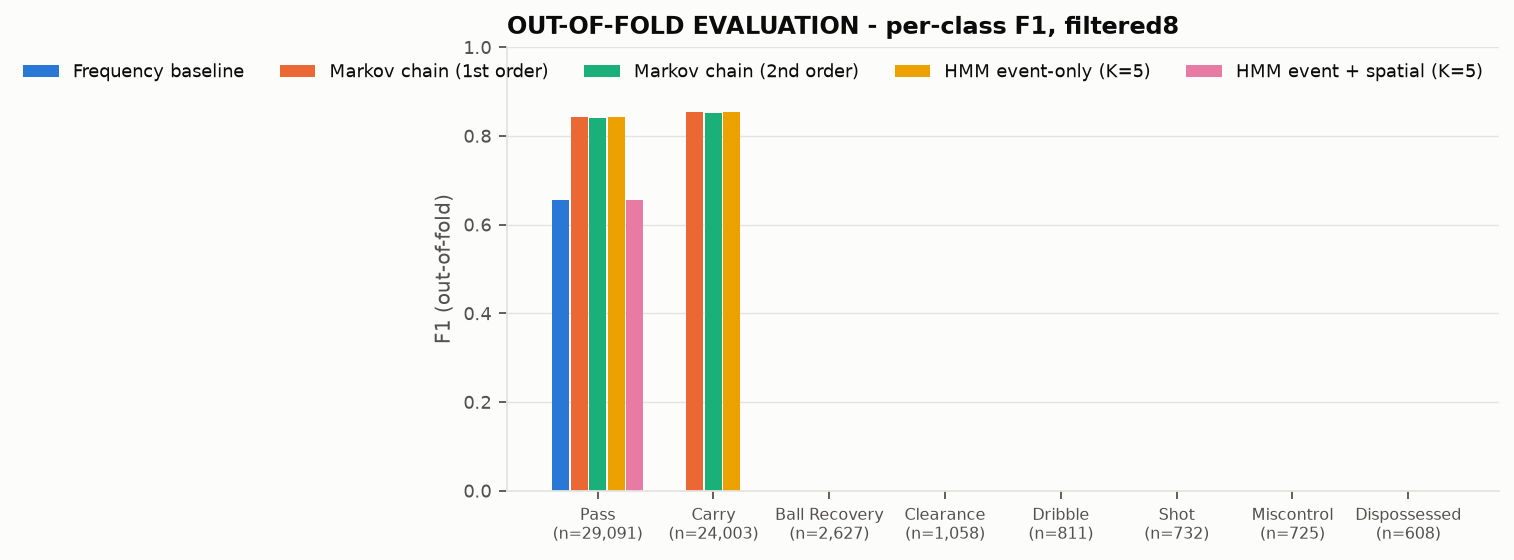 OUT-OF-FOLD EVALUATION - per-class F1, filtered8
Frequency baseline
Markov chain (1st order)
Markov chain (2nd order)
HMM event-only (K=5)
HMM event + spatial (K=5)
F1 (out-of-fold)
1.0
0.8
0.6
0.4
0.2
0.0
Pass
(n=29,091)
Carry
(n=24,003)
Ball Recovery
(n=2,627)
Clearance
(n=1,058)
Dribble
(n=811)
Shot
(n=732)
Miscontrol
(n=725)
Dispossessed
(n=608)